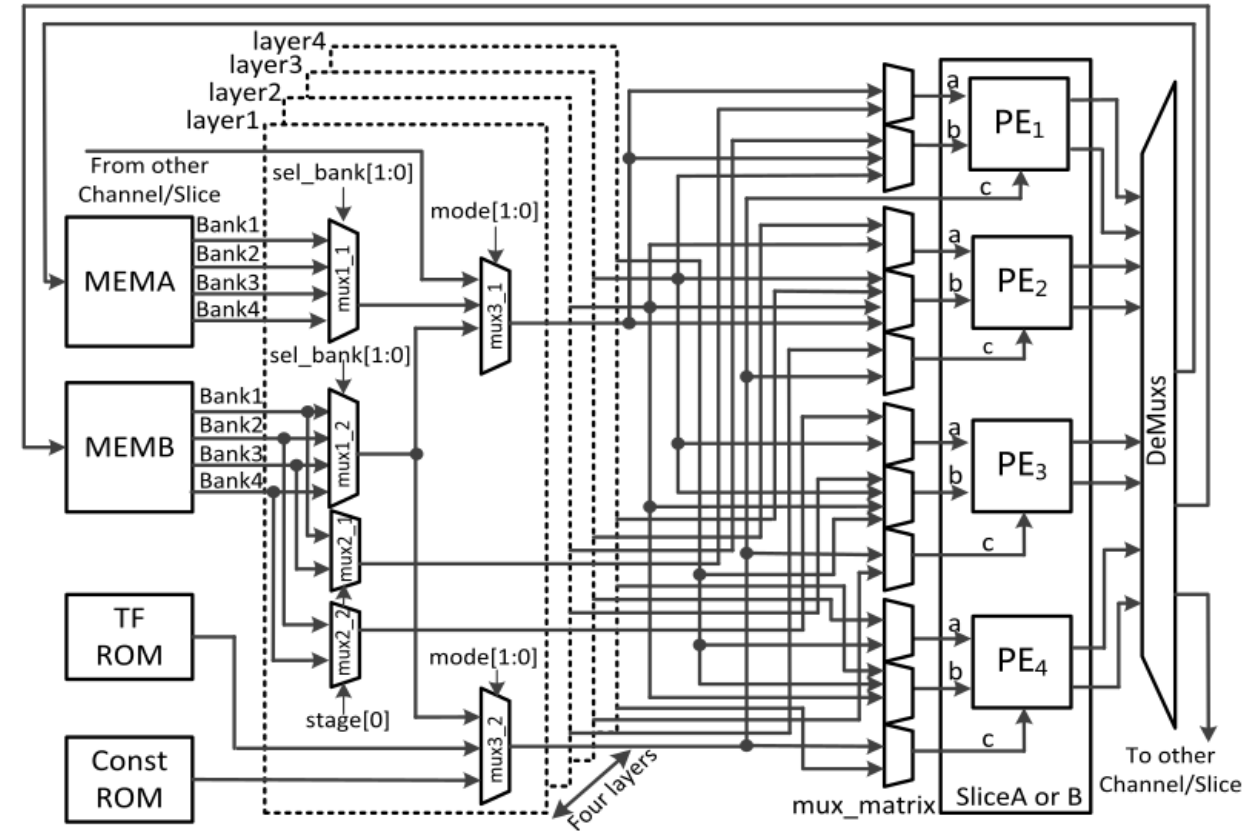 layer4
layer3
layer2
layer1
From other
Channel/Slice
sel_bank[1:0]
mode[1:0]
MEMA
Bank1
Bank2
Bank3
Bank4
mux1_1
mux3_1
sel_bank[1:0]
MEMB
Bank1
Bank2
Bank3
Bank4
mux1_2
mux2_1
mux2_2
stage[0]
TF
ROM
mode[1:0]
mux3_2
Const
ROM
Four layers
mux_matrix
a
b
c
PE1
a
b
c
PE2
a
b
c
PE3
a
b
c
PE4
SliceA or B
DeMuxs
To other
Channel/Slice